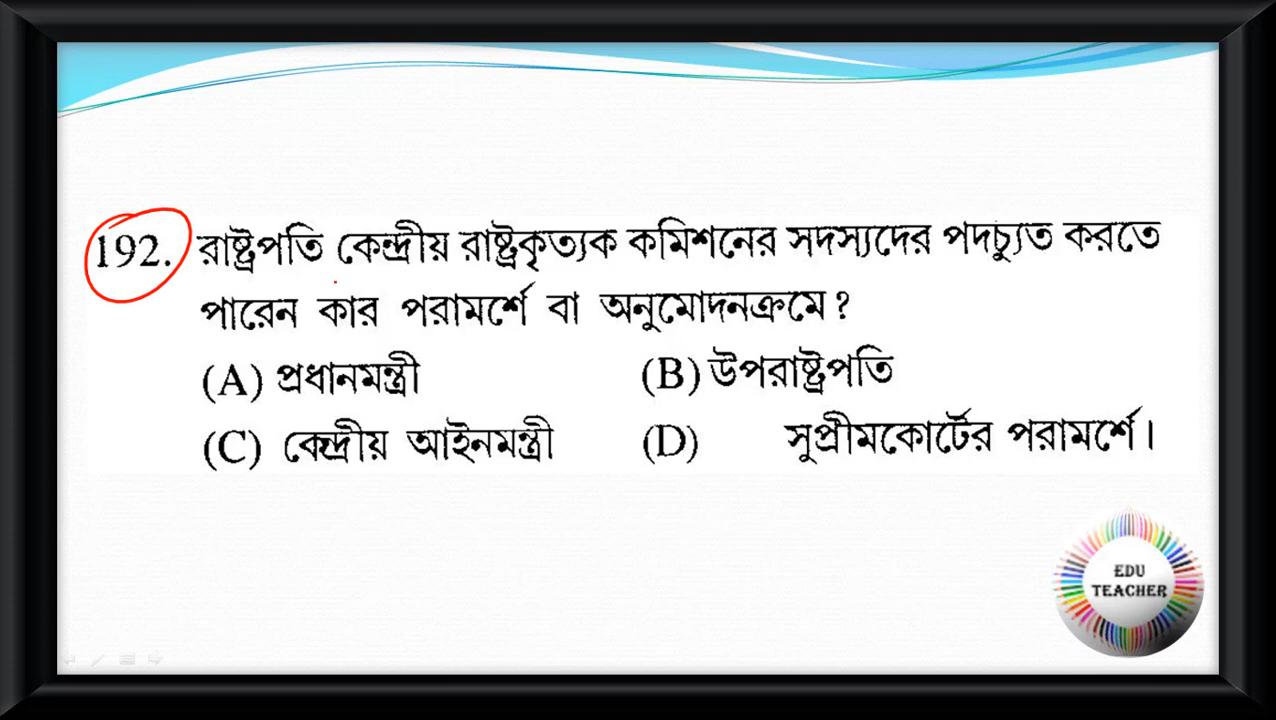 192. রাষ্ট্রপতি কেন্দ্রীয় রাষ্ট্রকৃত্যক কমিশনের সদস্যদের পদচ্যুত করতে
পারেন কার পরামর্শে বা অনুমোদনক্রমে?
(A) প্রধানমন্ত্রী (B) উপরাষ্ট্রপতি
(C) কেন্দ্রীয় আইনমন্ত্রী (D) সুপ্রীমকোর্টের পরামর্শে।
EDU
TEACHER